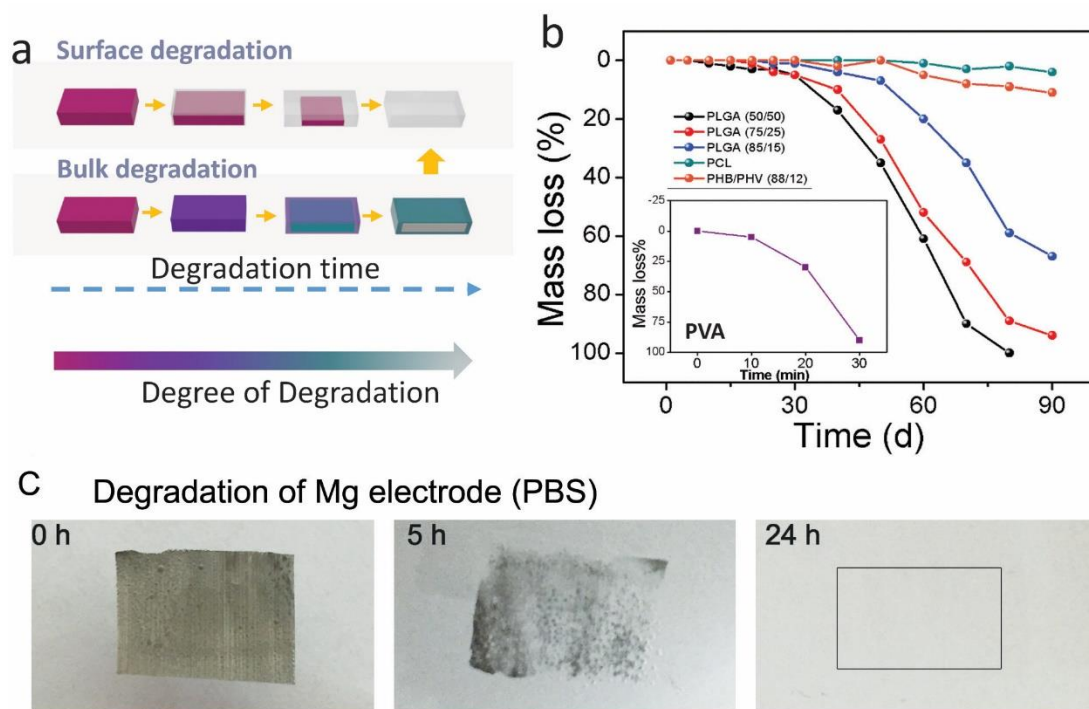 a
Surface degradation
Bulk degradation
Degradation time
Degree of Degradation
b
Mass loss (%)
0
20
40
60
80
100
PLGA (50/50)
PLGA (75/25)
PLGA (85/15)
PCL
PHB/PHV (88/12)
Mass loss%
-25
0
25
50
75
100
PVA
0 10 20 30
Time (min)
0 30 60 90
Time (d)
C Degradation of Mg electrode (PBS)
0 h
5 h
24 h